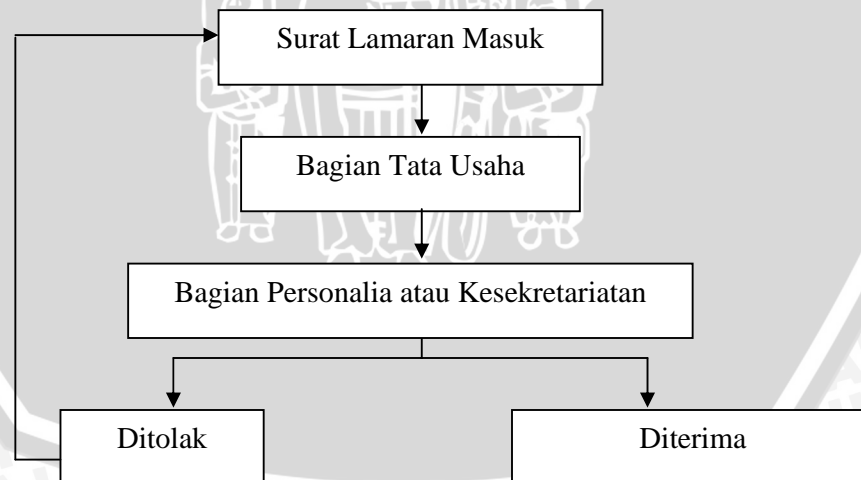 Surat Lamaran Masuk
Bagian Tata Usaha
Bagian Personalia atau Kesekretariatan
Ditolak
Diterima